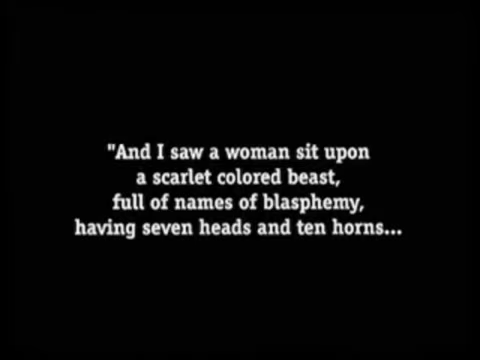 "And I saw a woman sit upon
a scarlet colored beast,
full of names of blasphemy,
having seven heads and ten horns...